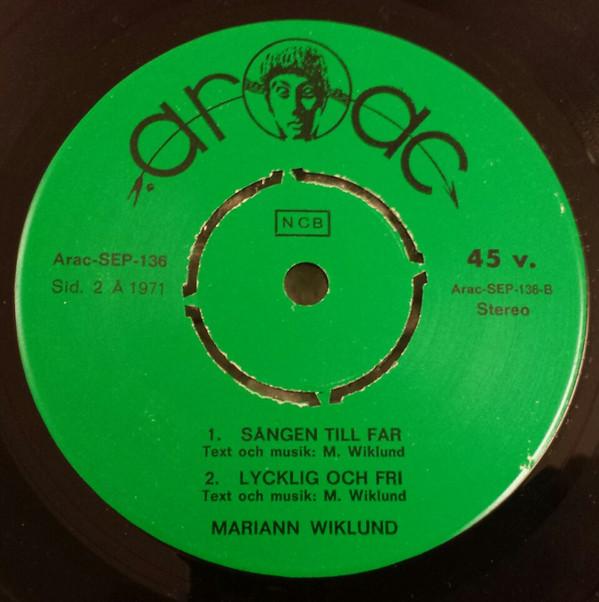 arac
NCB
Arac-SEP-136
Sid. 2 Å 1971
45 v.
Arac-SEP-136-B
Stereo
1. SÅNGEN TILL FAR
Text och musik: M. Wiklund
2. LYCKLIG OCH FRI
Text och musik: M. Wiklund
MARIANN WIKLUND